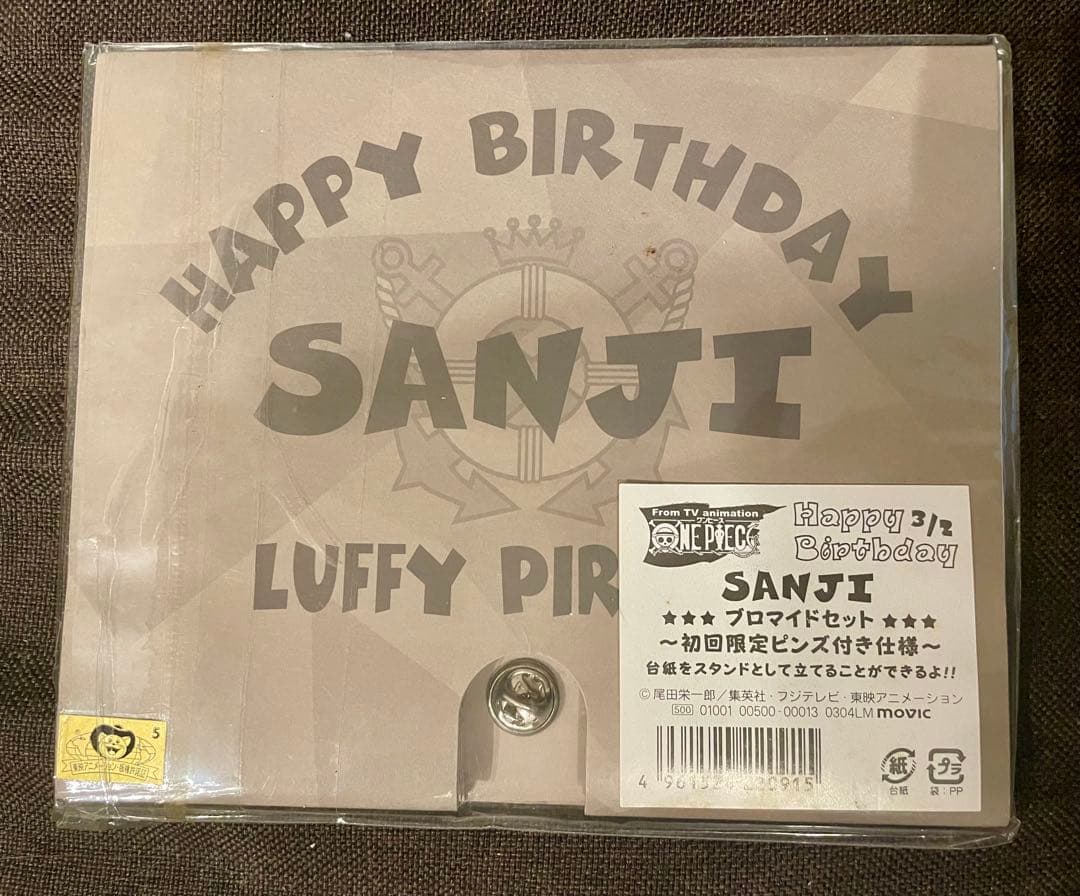 HAPPY BIRTHDAY
SANJI
LUFFY PIR
From TV animation
ワンピース
ONE PIECE
Happy 3/2
Birthday
SANJI
★★★ ブロマイドセット ★★★
～初回限定ピンズ付き仕様～
台紙をスタンドとして立てることができるよ!!
© 尾田栄一郎／集英社・フジテレビ・東映アニメーション
500 01001 00500-00013 0304LM movic
紙 プラ
台紙 袋：PP
5